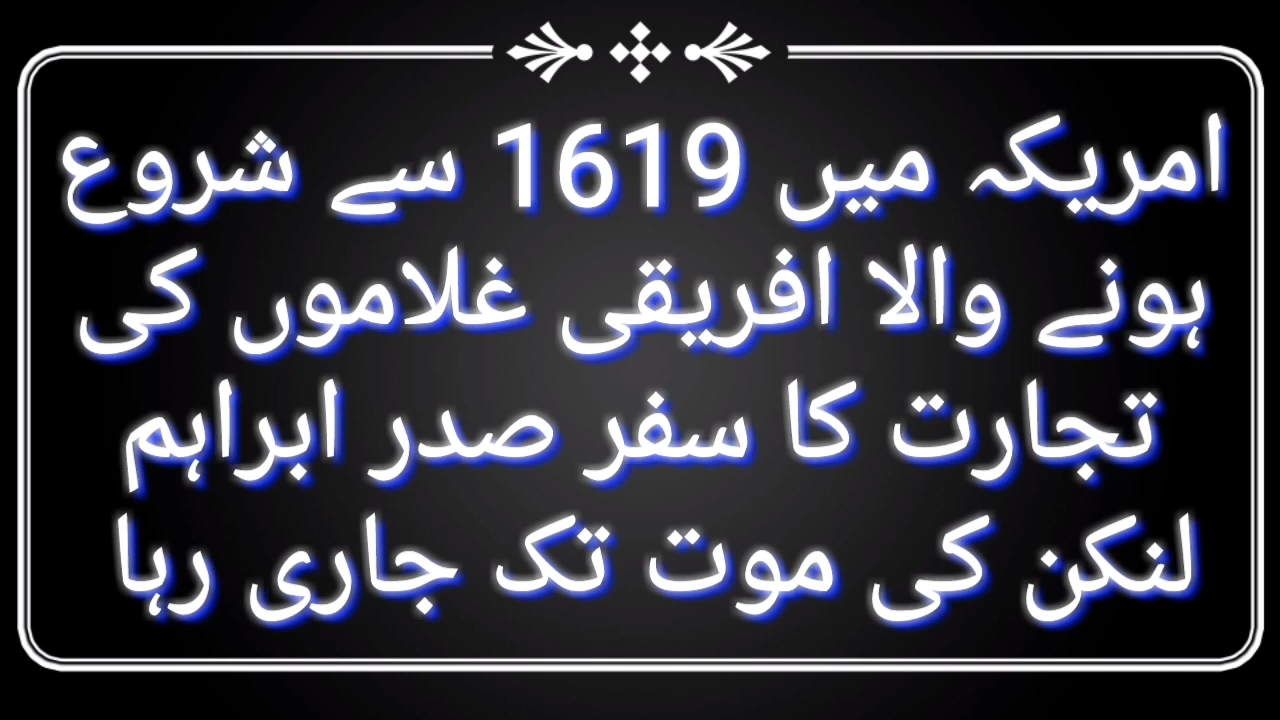 امریکہ میں 1619 سے شروع
ہونے والا افریقی غلاموں کی
تجارت کا سفر صدر ابراہم
لنکن کی موت تک جاری رہا